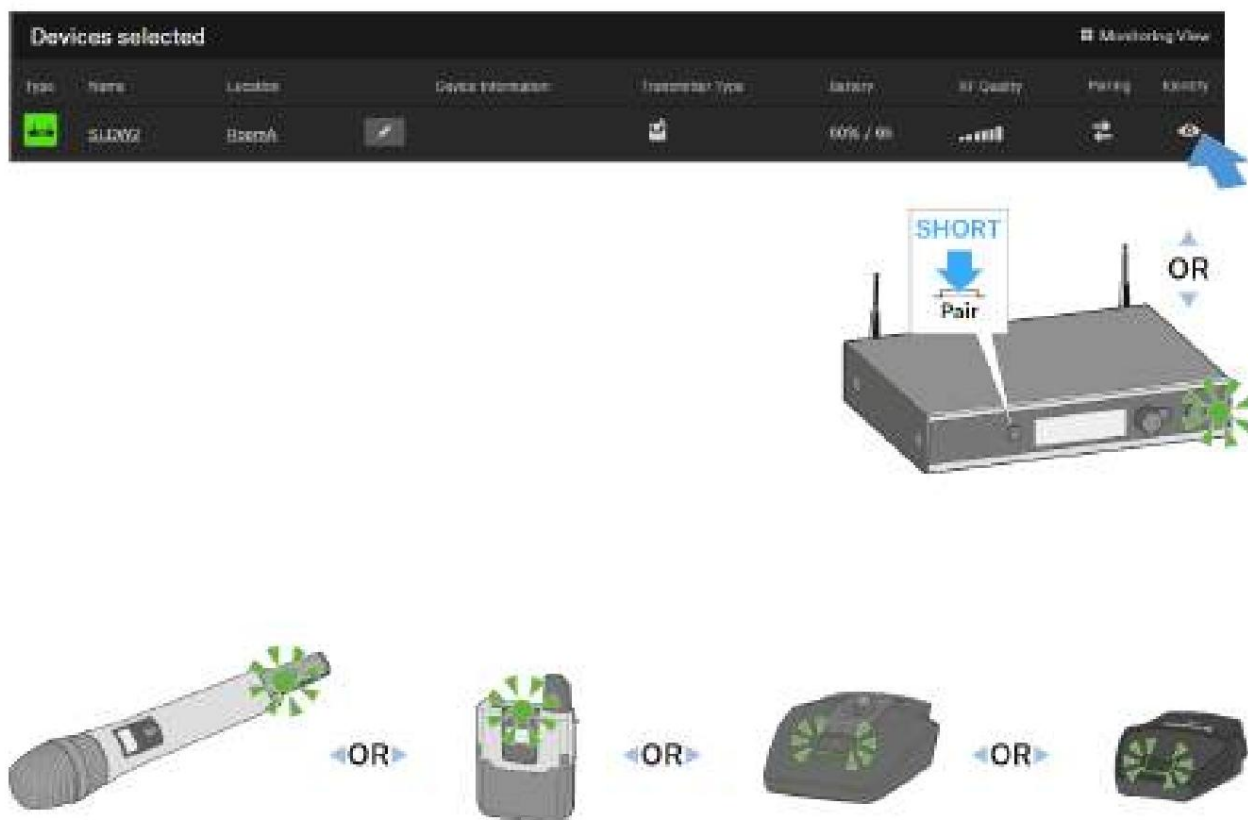 Devices selected
Monitoring View
Type Name Location Device Information Transmitter Type Battery RF Quality Pairing Identify
SLDW2 RoomA
SHORT
Pair
OR
OR
OR
OR